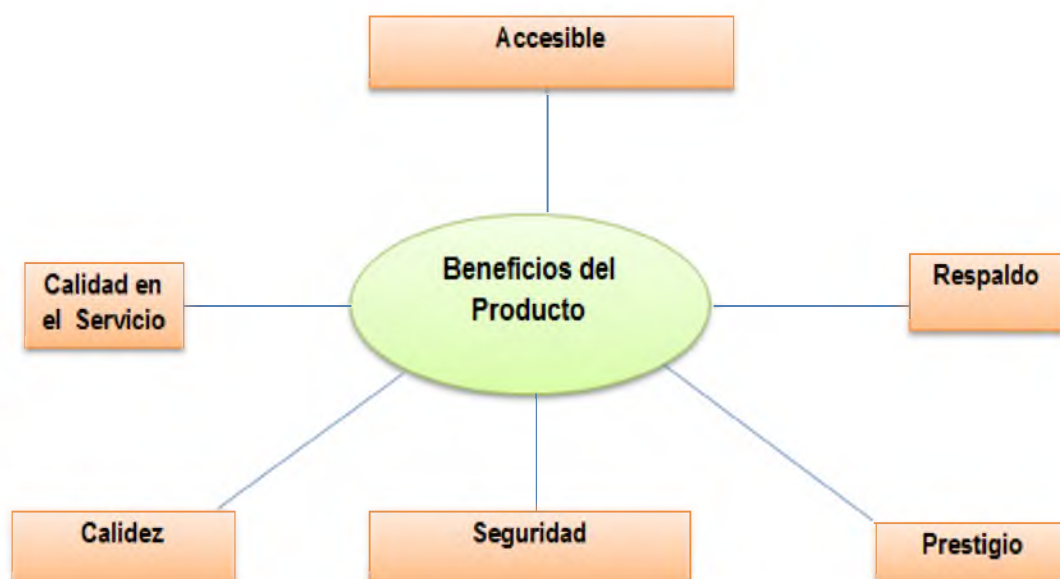 Accesible
Beneficios del
Producto
Calidad en
el Servicio
Respaldo
Calidez
Seguridad
Prestigio